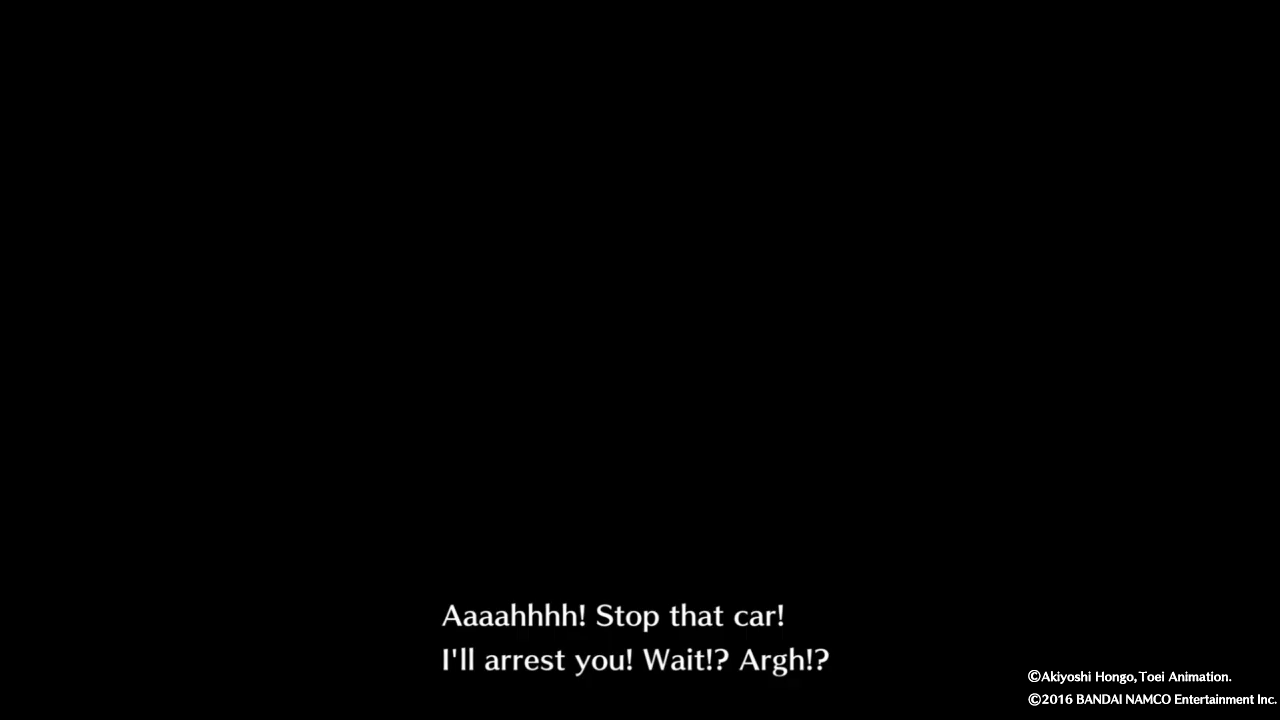 Aaaahhhh! Stop that car!
I'll arrest you! Wait!? Argh!?
©Akiyoshi Hongo, Toei Animation.
©2016 BANDAI NAMCO Entertainment Inc.